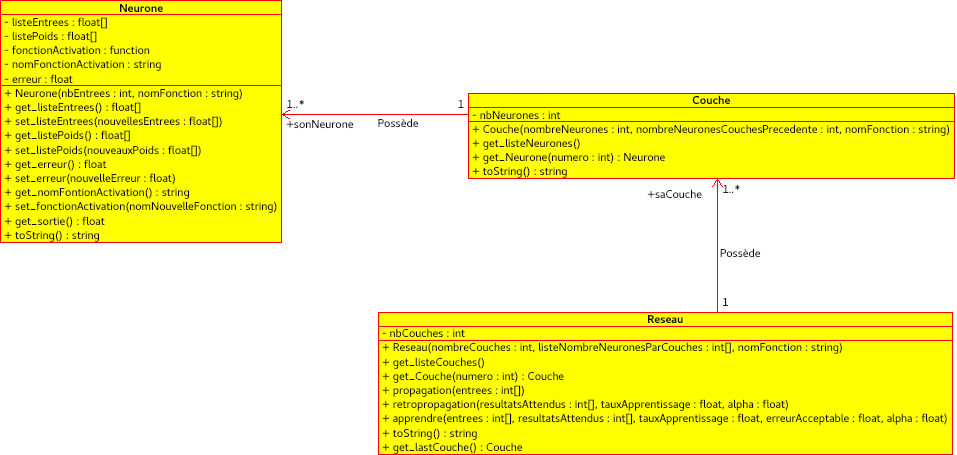 Neurone
- listeEntrees : float[]
- listePoids : float[]
- fonctionActivation : function
- nomFonctionActivation : string
- erreur : float
+ Neurone(nbEntrees : int, nomFonction : string)
+ get_listeEntrees() : float[]
+ set_listeEntrees(nouvellesEntrees : float[])
+ get_listePoids() : float[]
+ set_listePoids(nouveauxPoids : float[])
+ get_erreur() : float
+ set_erreur(nouvelleErreur : float)
+ get_nomFontionActivation() : string
+ set_fonctionActivation(nomNouvelleFonction : string)
+ get_sortie() : float
+ toString() : string
1..*
1
+sonNeurone
Possède
Couche
- nbNeurones : int
+ Couche(nombreNeurones : int, nombreNeuronesCouchesPrecedente : int, nomFonction : string)
+ get_listeNeurones()
+ get_Neurone(numero : int) : Neurone
+ toString() : string
+saCouche
1..*
Possède
1
Reseau
- nbCouches : int
+ Reseau(nombreCouches : int, listeNombreNeuronesParCouches : int[], nomFonction : string)
+ get_listeCouches()
+ get_Couche(numero : int) : Couche
+ propagation(entrees : int[])
+ retropropagation(resultatsAttendus : int[], tauxApprentissage : float, alpha : float)
+ apprendre(entrees : int[], resultatsAttendus : int[], tauxApprentissage : float, erreurAcceptable : float, alpha : float)
+ toString() : string
+ get_lastCouche() : Couche